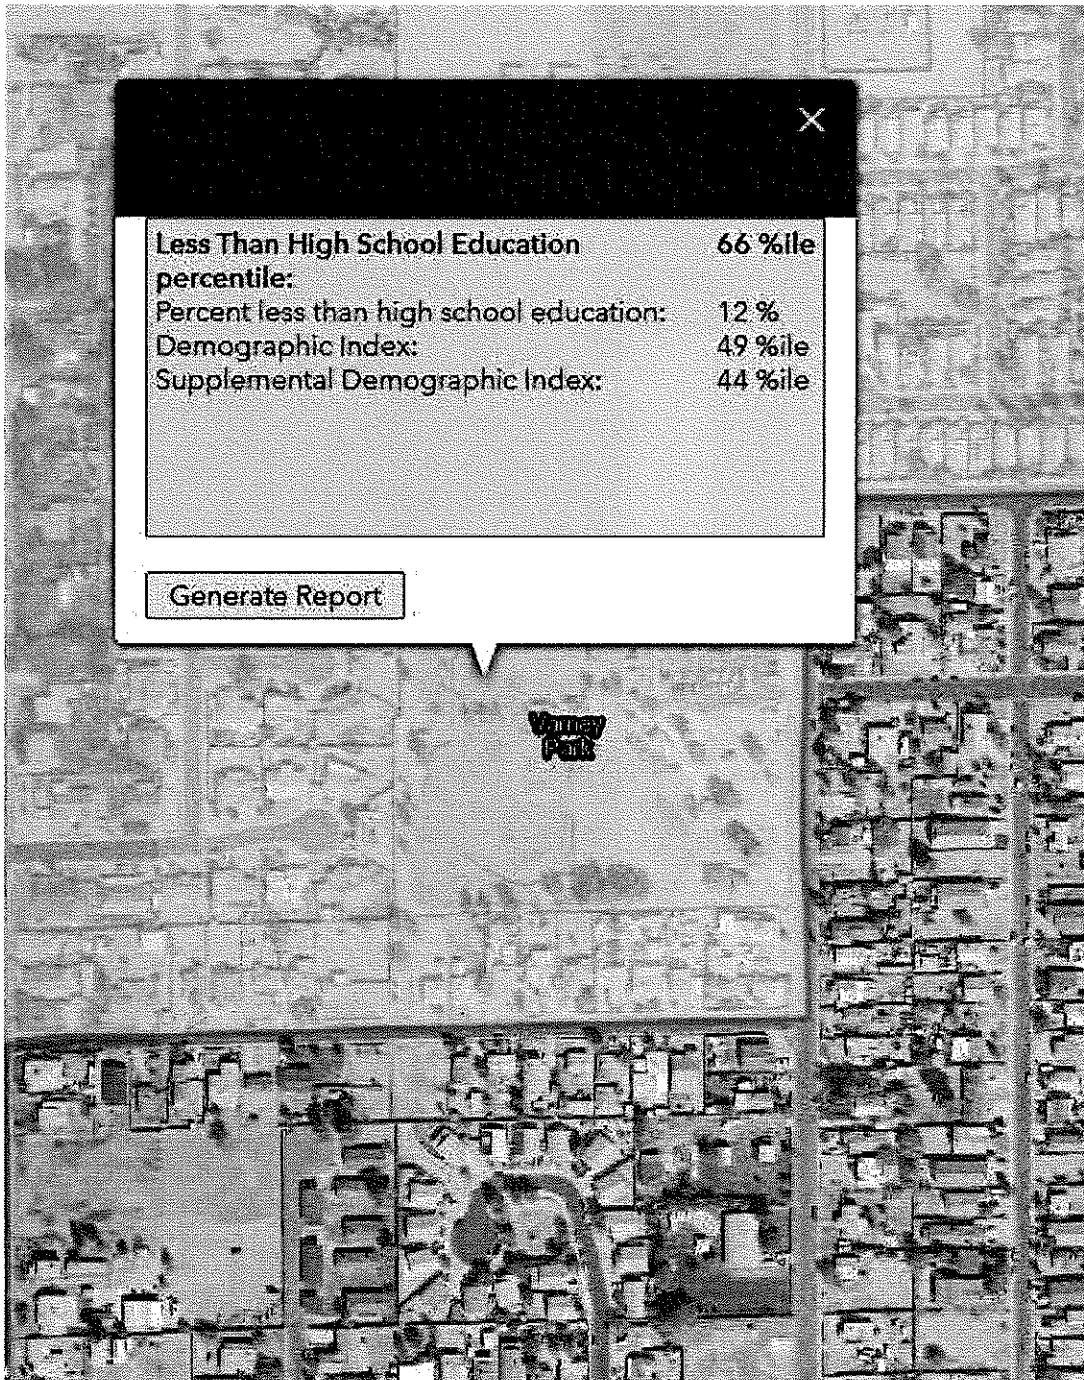 Less Than High School Education 66 %ile
percentile:
Percent less than high school education: 12 %
Demographic Index: 49 %ile
Supplemental Demographic Index: 44 %ile
Generate Report
Varney
Park